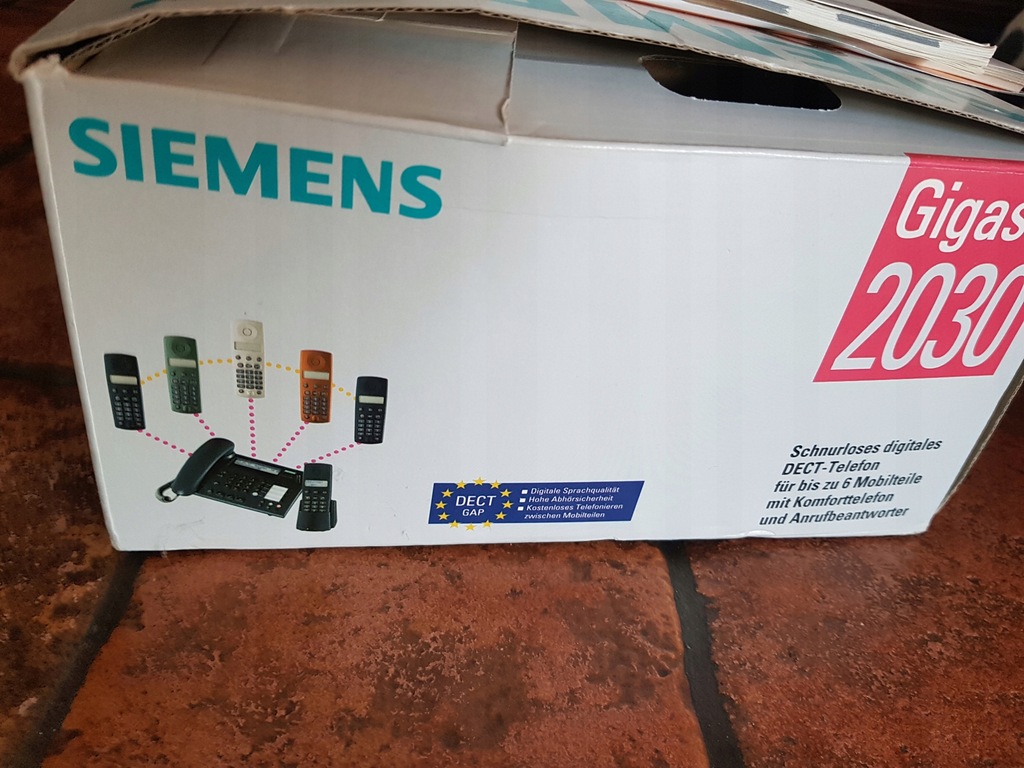 SIEMENS
Gigas
2030
DECT
GAP
Digitale Sprachqualität
Hohe Abhörsicherheit
Kostenloses Telefonieren
zwischen Mobilteilen
Schnurloses digitales
DECT-Telefon
für bis zu 6 Mobilteile
mit Komforttelefon
und Anrufbeantworter